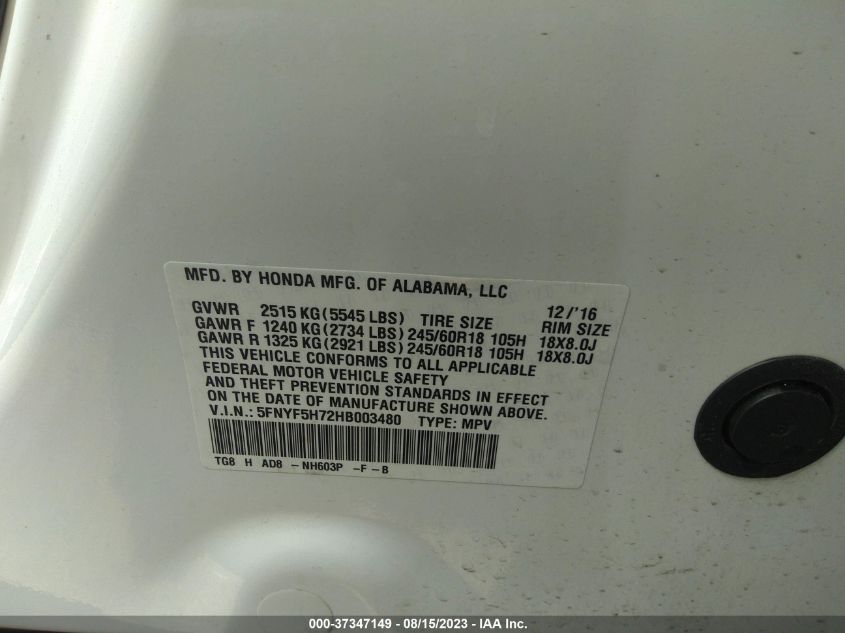 MFD. BY HONDA MFG. OF ALABAMA, LLC
GVWR 2515 KG(5545 LBS) TIRE SIZE 12/'16 RIM SIZE
GAWR F 1240 KG(2734 LBS)245/60R18 105H 18X8.0J
GAWR R 1325 KG(2921 LBS)245/60R18 105H 18X8.0J
THIS VEHICLE CONFORMS TO ALL APPLICABLE
FEDERAL MOTOR VEHICLE SAFETY
AND THEFT PREVENTION STANDARDS IN EFFECT
ON THE DATE OF MANUFACTURE SHOWN ABOVE.
V.I.N.: 5FNYF5H72HB003480 TYPE: MPV
TG8 H AD8 -NH603P -F-B
000-37347149 - 08/15/2023 - IAA Inc.